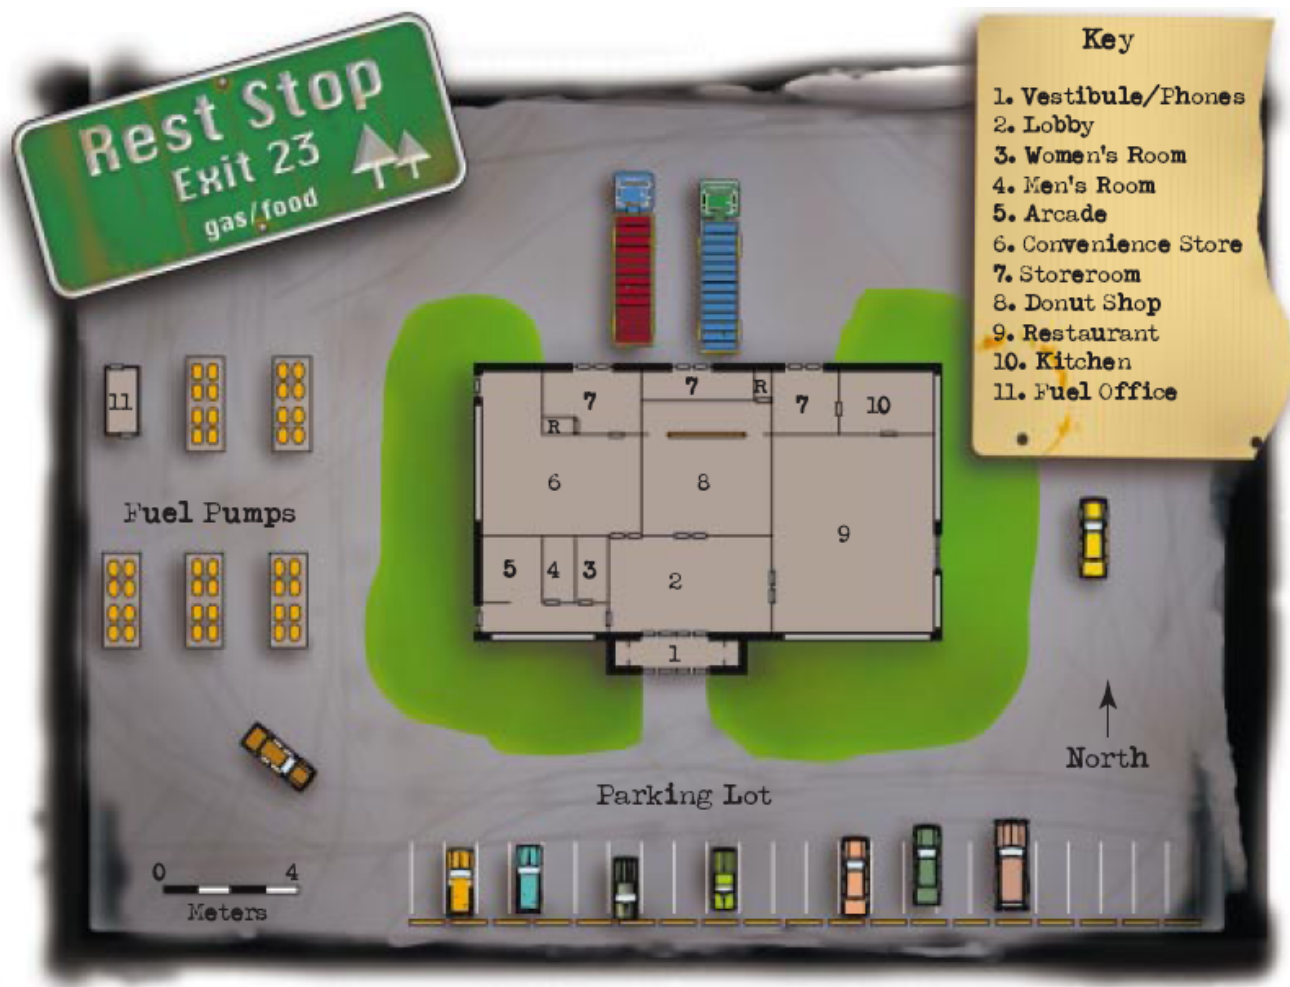 Rest Stop
Exit 23
gas/food
Key
1. Vestibule/Phones
2. Lobby
3. Women's Room
4. Men's Room
5. Arcade
6. Convenience Store
7. Storeroom
8. Donut Shop
9. Restaurant
10. Kitchen
11. Fuel Office
11
7
7
R
7
10
R
6
8
9
Fuel Pumps
5
4
3
2
1
North
Parking Lot
0 4
Meters